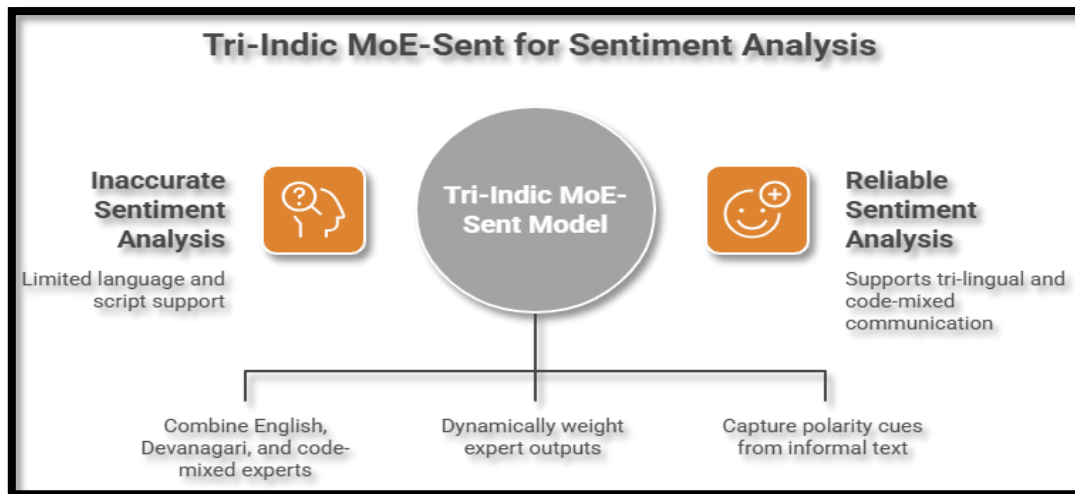 Tri-Indic MoE-Sent for Sentiment Analysis
Inaccurate
Sentiment
Analysis
Limited language and
script support
?
Tri-Indic MoE-
Sent Model
Reliable
Sentiment
Analysis
Supports tri-lingual and
code-mixed
communication
Combine English,
Devanagari, and code-
mixed experts
Dynamically weight
expert outputs
Capture polarity cues
from informal text